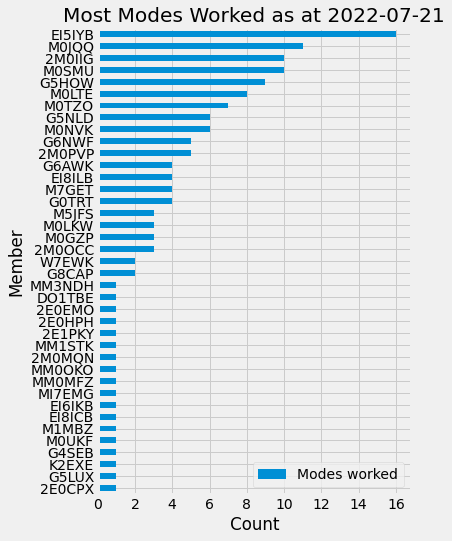 Most Modes Worked as at 2022-07-21
EI5IYB
M0JQQ
2M0IIG
M0SMU
G5HOW
M0LTE
M0TZO
G5NLD
M0NVK
G6NWF
2M0PVP
G6AWK
EI8ILB
M7GET
G0TRT
M5JFS
M0LKW
M0GZP
2M0OCC
W7EWK
G8CAP
MM3NDH
DO1TBE
2E0EMO
2E0HPH
2E1PKY
MM1STK
2M0MQN
MM0OKO
MM0MFZ
MI7EMG
EI6IKB
EI8ICB
M1MBZ
M0UKF
G4SEB
K2EXE
G5LUX
2E0CPX
Member
Modes worked
0 2 4 6 8 10 12 14 16
Count